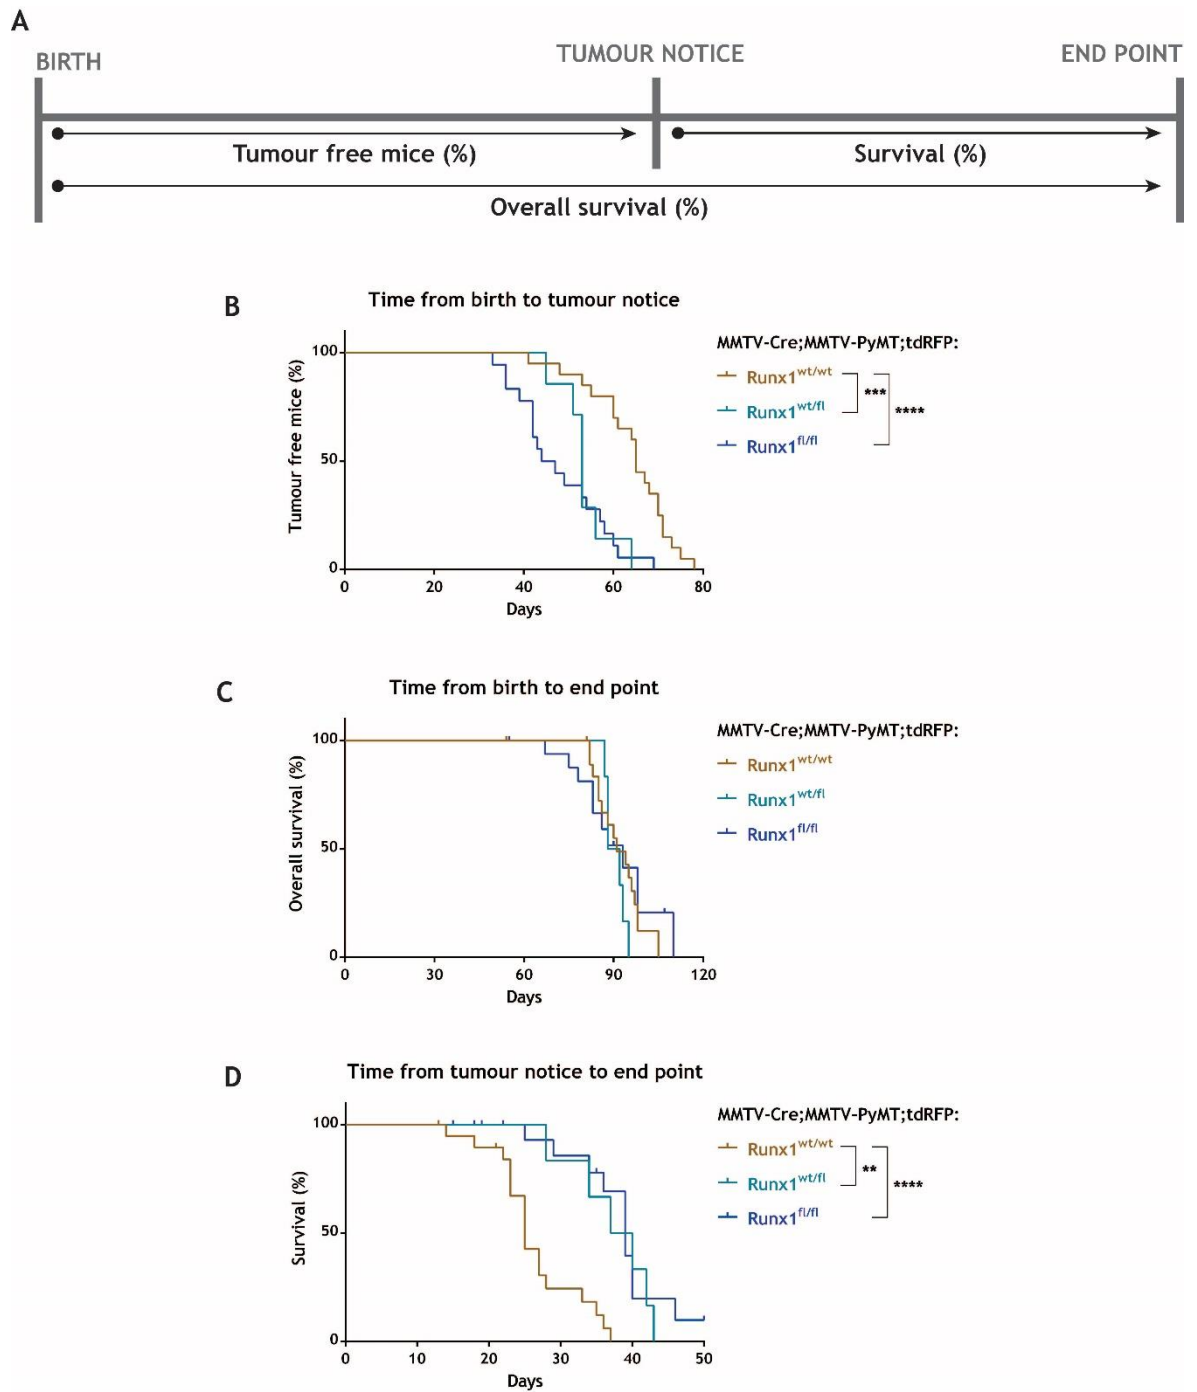 A
BIRTH
TUMOUR NOTICE
END POINT
Tumour free mice (%)
Survival (%)
Overall survival (%)
B
Time from birth to tumour notice
Tumour free mice (%)
100
50
0
0 20 40 60 80
Days
MMTV-Cre;MMTV-PyMT;tdRFP:
Runx1wt/wt
Runx1wt/fl
Runx1fl/fl
***
****
C
Time from birth to end point
Overall survival (%)
100
50
0
0 30 60 90 120
Days
MMTV-Cre;MMTV-PyMT;tdRFP:
Runx1wt/wt
Runx1wt/fl
Runx1fl/fl
D
Time from tumour notice to end point
Survival (%)
100
50
0
0 10 20 30 40 50
Days
MMTV-Cre;MMTV-PyMT;tdRFP:
Runx1wt/wt
Runx1wt/fl
Runx1fl/fl
**
****